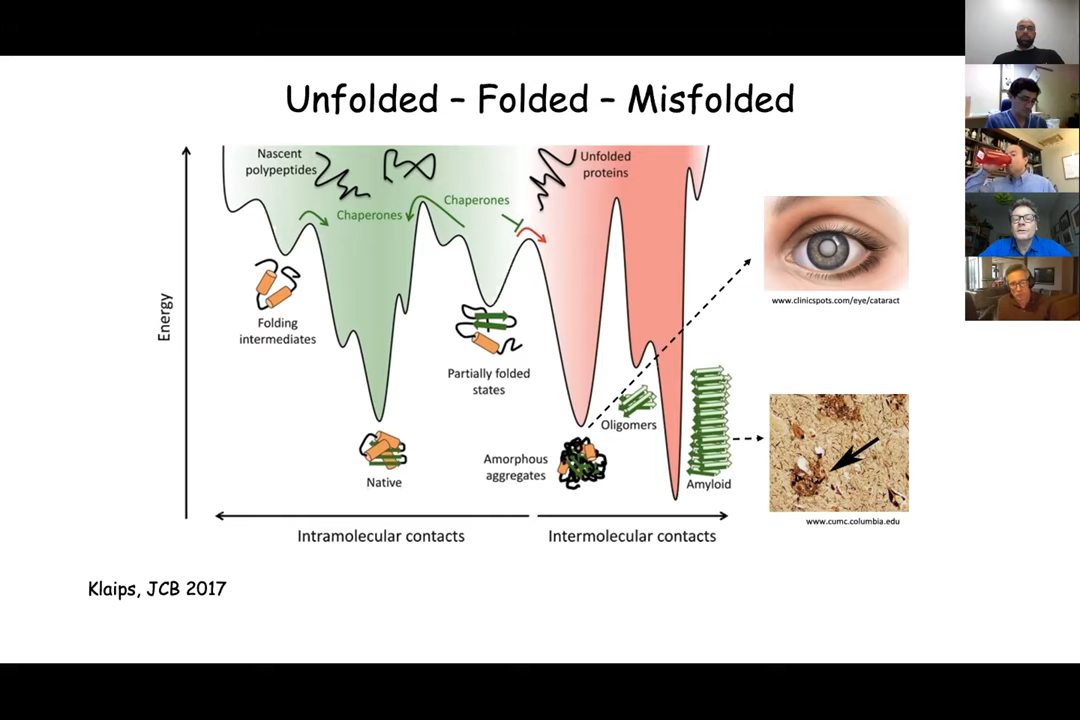 Unfolded – Folded – Misfolded
Nascent
polypeptides
Unfolded
proteins
Chaperones
Chaperones
Energy
Folding
intermediates
Partially folded
states
Native
Amorphous
aggregates
Oligomers
Amyloid
www.clinicspots.com/eye/cataract
www.cumc.columbia.edu
Intramolecular contacts
Intermolecular contacts
Klaips, JCB 2017